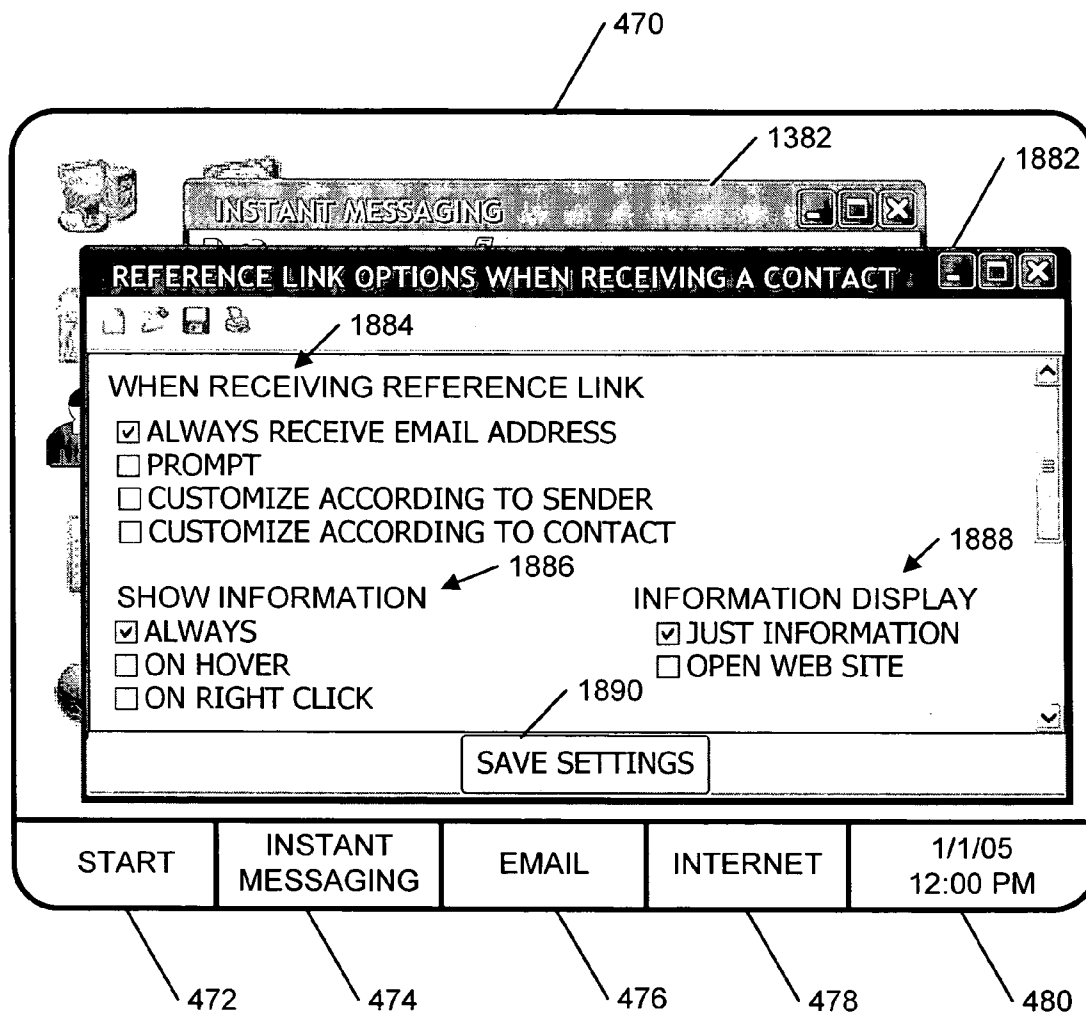 470
1382
1882
INSTANT MESSAGING
REFERENCE LINK OPTIONS WHEN RECEIVING A CONTACT
1884
WHEN RECEIVING REFERENCE LINK
ALWAYS RECEIVE EMAIL ADDRESS
PROMPT
CUSTOMIZE ACCORDING TO SENDER
CUSTOMIZE ACCORDING TO CONTACT
1886
1888
SHOW INFORMATION
INFORMATION DISPLAY
ALWAYS
JUST INFORMATION
ON HOVER
OPEN WEB SITE
ON RIGHT CLICK
1890
SAVE SETTINGS
START
INSTANT
MESSAGING
EMAIL
INTERNET
1/1/05
12:00 PM
472
474
476
478
480